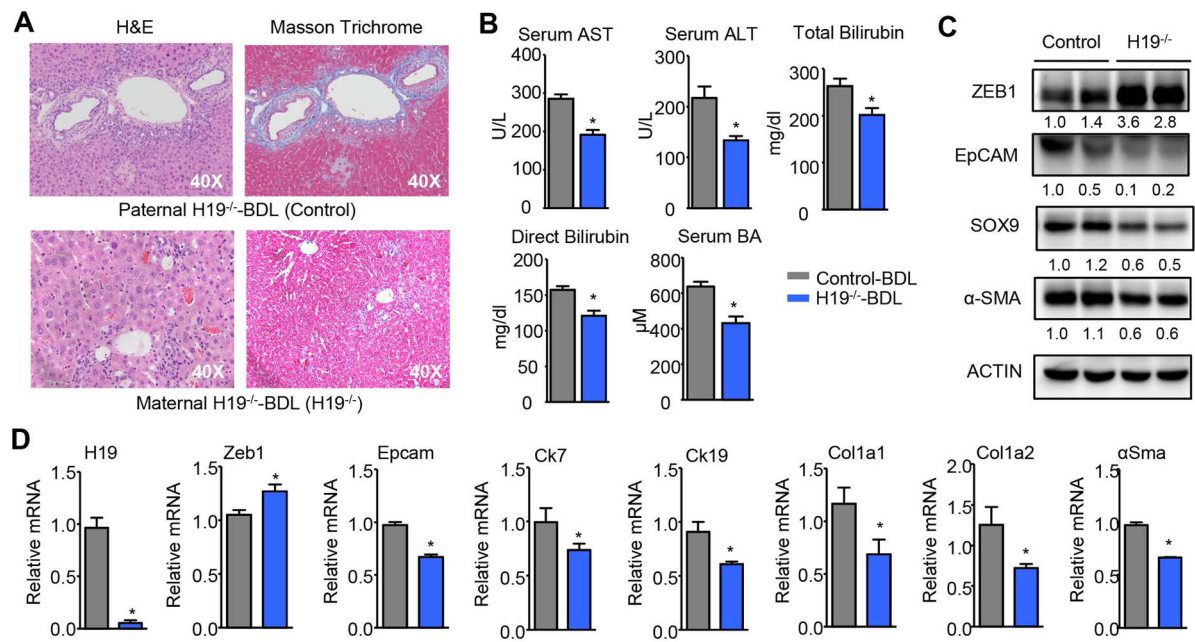 A
H&E
Masson Trichrome
40X
40X
Paternal H19-/--BDL (Control)
40X
40X
Maternal H19-/--BDL (H19-/-)
B
Serum AST
U/L
400
300
200
100
0
Serum ALT
U/L
300
200
100
0
Total Bilirubin
mg/dl
300
200
100
0
Direct Bilirubin
mg/dl
200
150
100
50
0
Serum BA
µM
800
600
400
200
0
Control-BDL
H19-/--BDL
C
Control H19-/-
ZEB1
1.0 1.4 3.6 2.8
EpCAM
1.0 0.5 0.1 0.2
SOX9
1.0 1.2 0.6 0.5
α-SMA
1.0 1.1 0.6 0.6
ACTIN
D
H19
Relative mRNA
1.5
1.0
0.5
0.0
*
Zeb1
Relative mRNA
1.5
1.0
0.5
0.0
*
Epcam
Relative mRNA
1.5
1.0
0.5
0.0
*
Ck7
Relative mRNA
1.5
1.0
0.5
0.0
*
Ck19
Relative mRNA
1.5
1.0
0.5
0.0
*
Col1a1
Relative mRNA
1.5
1.0
0.5
0.0
*
Col1a2
Relative mRNA
2.0
1.5
1.0
0.5
0.0
*
αSma
Relative mRNA
1.5
1.0
0.5
0.0
*